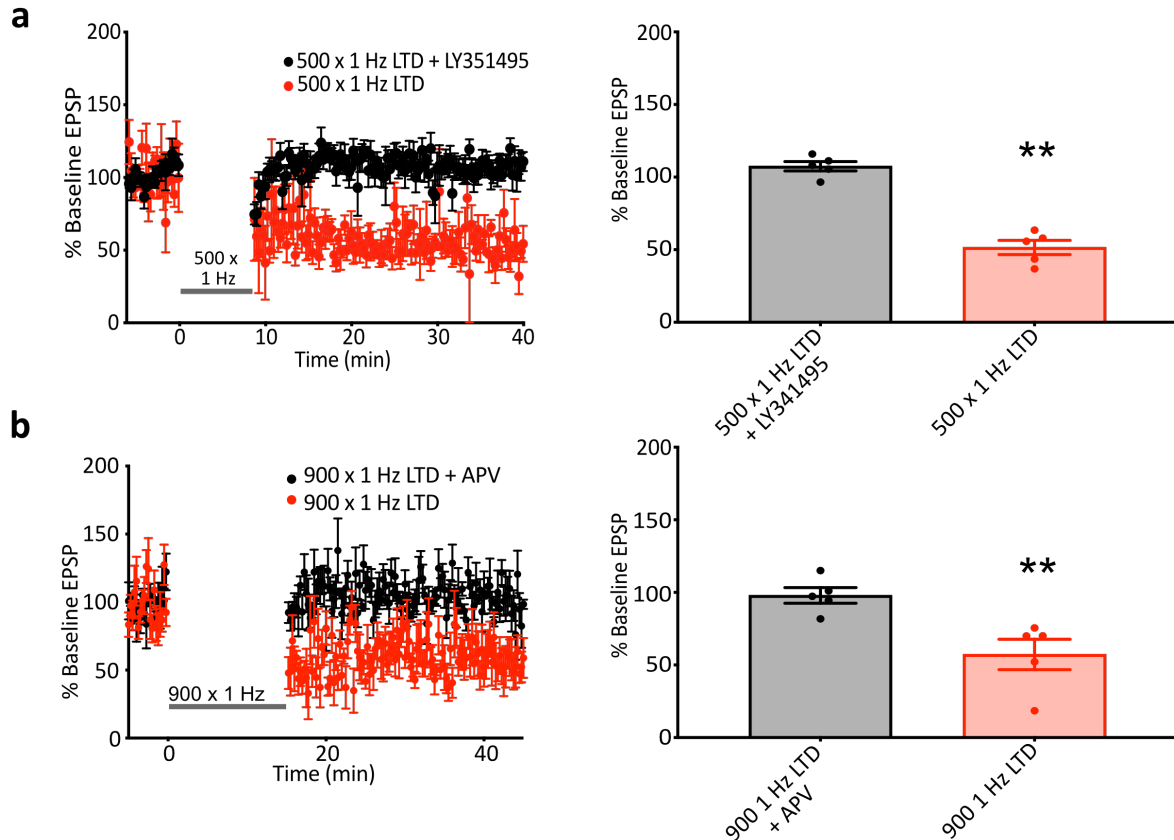 a
200
150
100
50
0
% Baseline EPSP
500 x 1 Hz LTD + LY351495
500 x 1 Hz LTD
500 x
1 Hz
0
10
20
30
40
Time (min)
200
150
100
50
0
% Baseline EPSP
**
500 x 1 Hz LTD
+ LY341495
500 x 1 Hz LTD
b
200
150
100
50
0
% Baseline EPSP
900 x 1 Hz LTD + APV
900 x 1 Hz LTD
900 x 1 Hz
0
20
40
Time (min)
200
150
100
50
0
% Baseline EPSP
**
900 1 Hz LTD
+ APV
900 1 Hz LTD